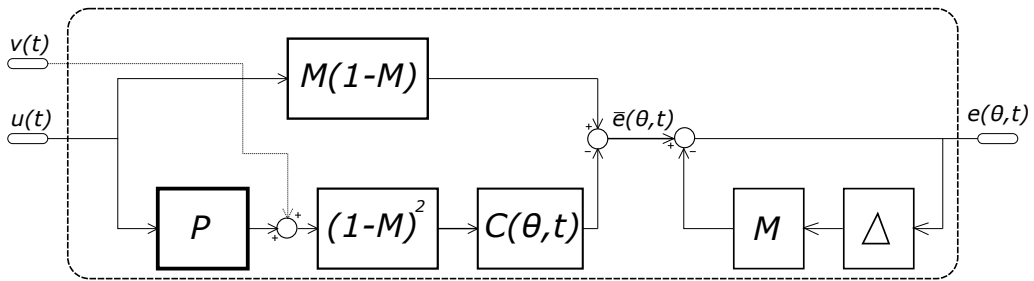 v(t)
M(1-M)
u(t)
+
-
ē(θ,t)
+
-
e(θ,t)
P
+
+
(1-M)²
C(θ,t)
M
Δ